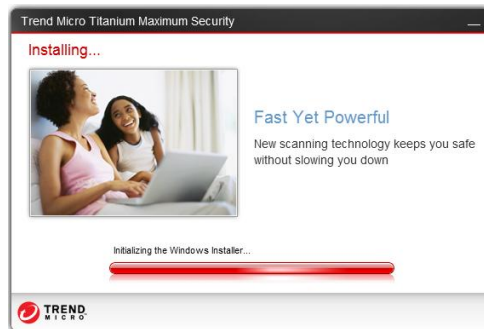 Trend Micro Titanium Maximum Security
Installing...
Fast Yet Powerful
New scanning technology keeps you safe
without slowing you down
Initializing the Windows Installer...
TREND
MICRO